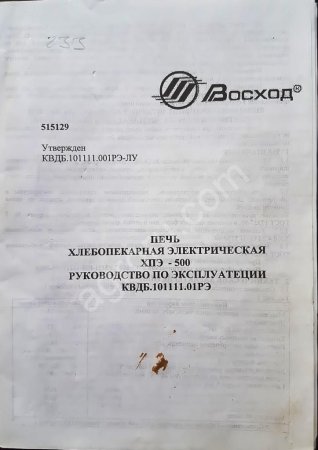 Восход®
515129
Утвержден
КВДБ.101111.001РЭ-ЛУ
ПЕЧЬ
ХЛЕБОПЕКАРНАЯ ЭЛЕКТРИЧЕСКАЯ
ХПЭ - 500
РУКОВОДСТВО ПО ЭКСПЛУАТЕЦИИ
КВДБ.101111.01РЭ